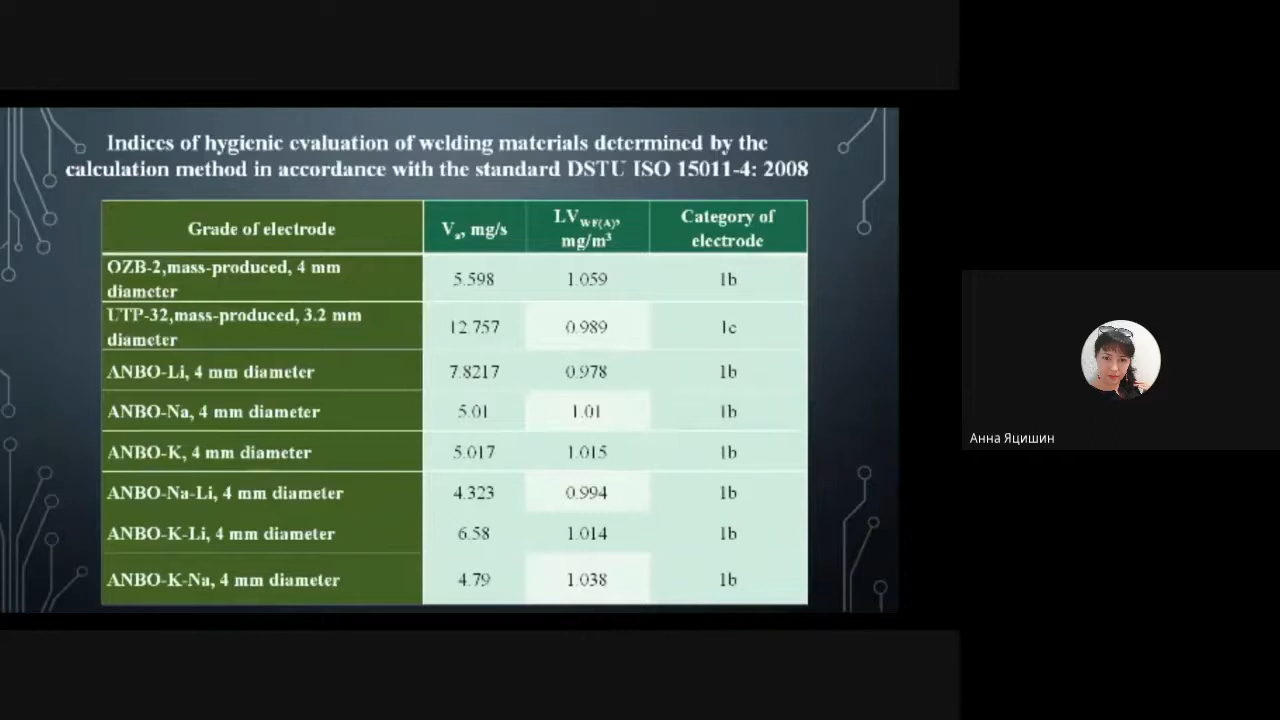 Indices of hygienic evaluation of welding materials determined by the
calculation method in accordance with the standard DSTU ISO 15011-4: 2008
Grade of electrode
Va, mg/s
LVWF(A), mg/m³
Category of electrode
OZB-2,mass-produced, 4 mm diameter
5.598
1.059
1b
UTP-32,mass-produced, 3.2 mm diameter
12.757
0.989
1c
ANBO-Li, 4 mm diameter
7.8217
0.978
1b
ANBO-Na, 4 mm diameter
5.01
1.01
1b
ANBO-K, 4 mm diameter
5.017
1.015
1b
ANBO-Na-Li, 4 mm diameter
4.323
0.994
1b
ANBO-K-Li, 4 mm diameter
6.58
1.014
1b
ANBO-K-Na, 4 mm diameter
4.79
1.038
1b
Анна Яцишин